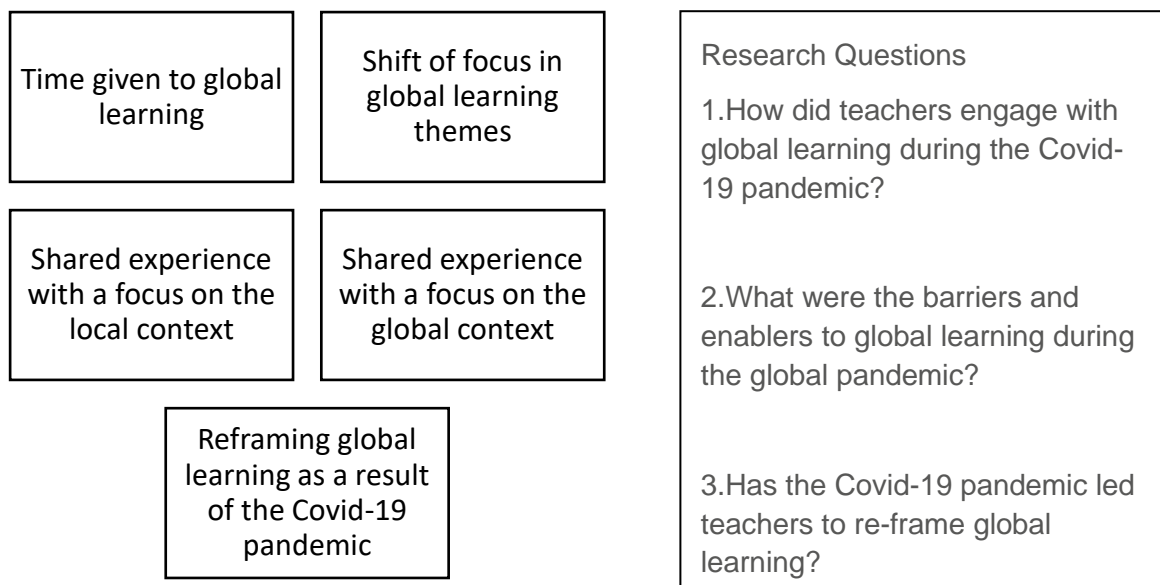 Time given to global
learning
Shift of focus in
global learning
themes
Shared experience
with a focus on the
local context
Shared experience
with a focus on the
global context
Reframing global
learning as a result
of the Covid-19
pandemic
Research Questions
1.How did teachers engage with
global learning during the Covid-
19 pandemic?
2.What were the barriers and
enablers to global learning during
the global pandemic?
3.Has the Covid-19 pandemic led
teachers to re-frame global
learning?